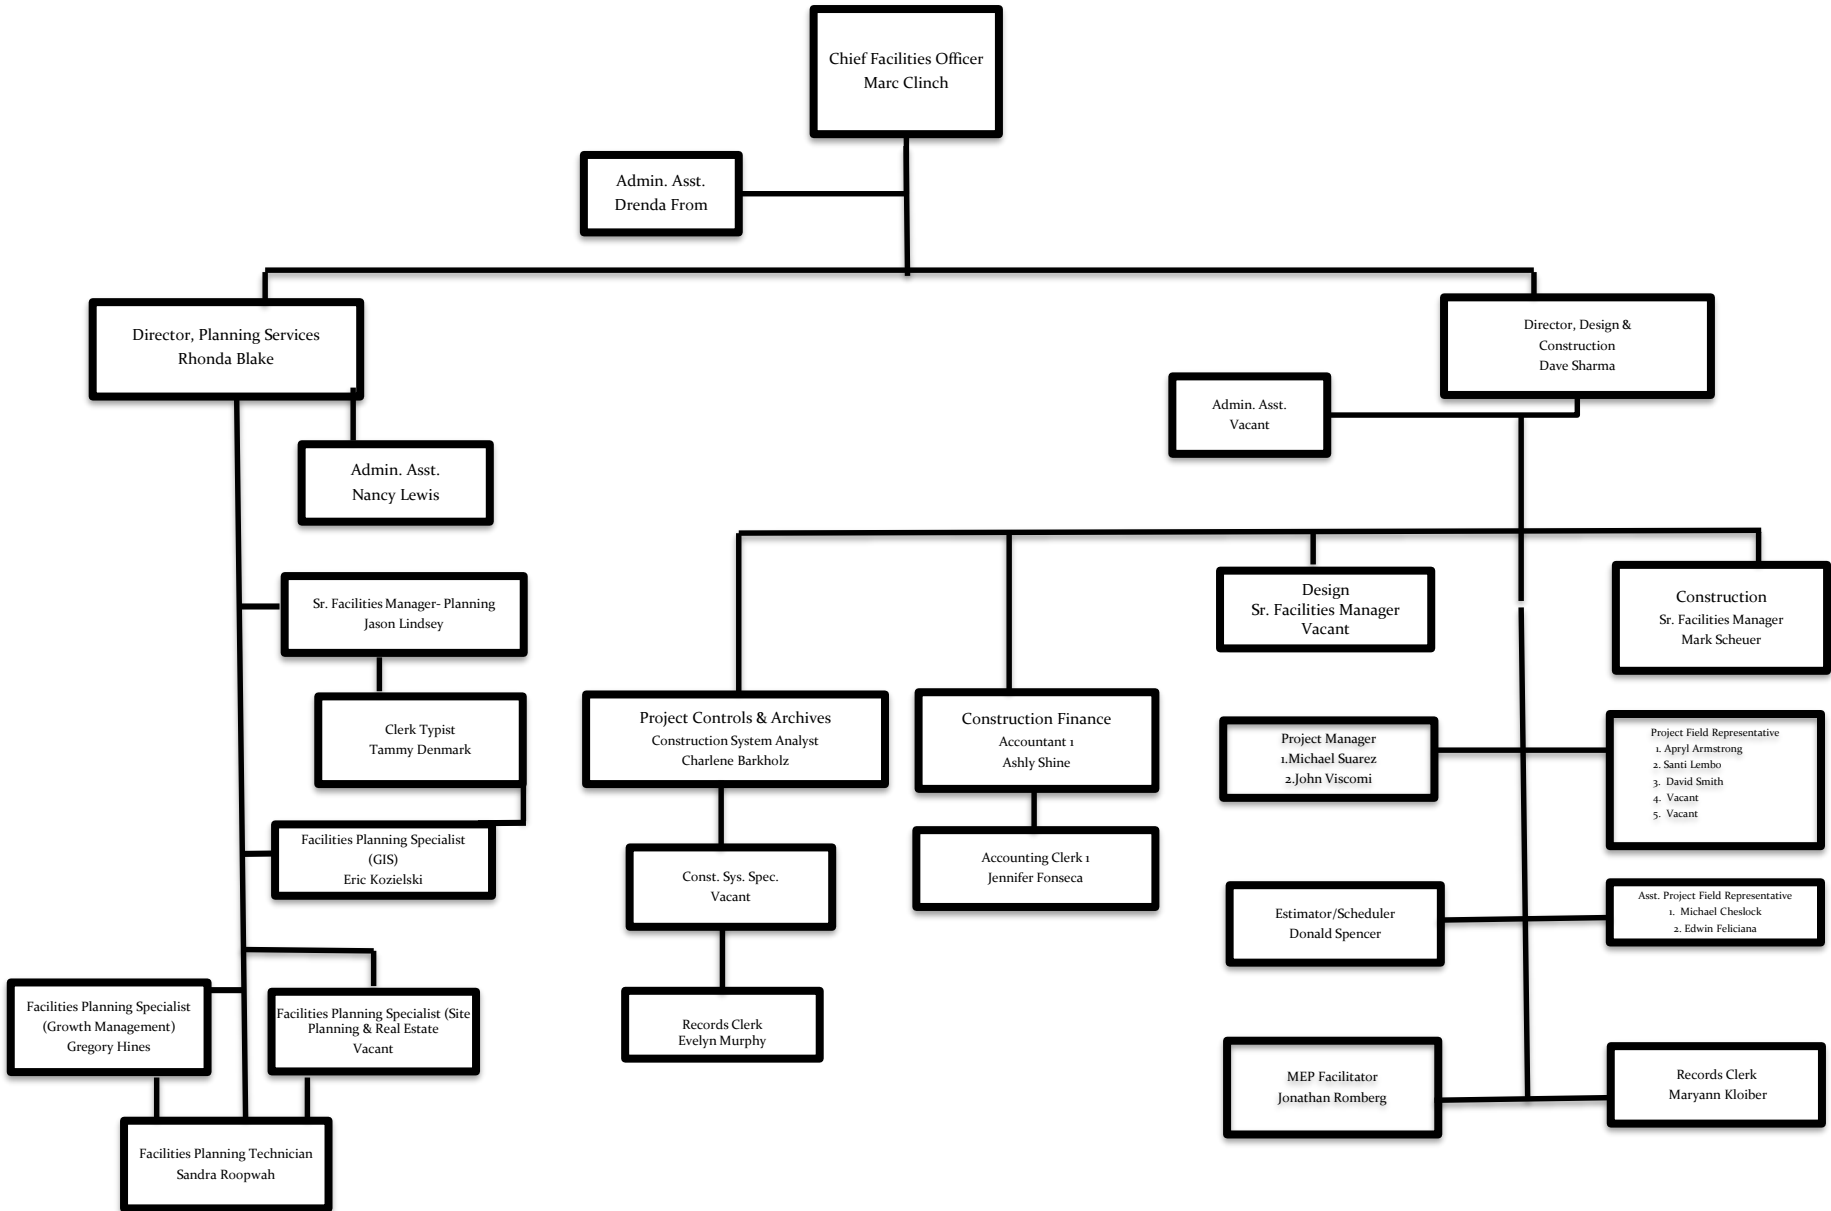 Chief Facilities Officer
Marc Clinch
Admin. Asst.
Drenda From
Director, Planning Services
Rhonda Blake
Director, Design &
Construction
Dave Sharma
Admin. Asst.
Vacant
Admin. Asst.
Nancy Lewis
Sr. Facilities Manager- Planning
Jason Lindsey
Clerk Typist
Tammy Denmark
Facilities Planning Specialist
(GIS)
Eric Kozielski
Facilities Planning Specialist
(Growth Management)
Gregory Hines
Facilities Planning Specialist (Site
Planning & Real Estate
Vacant
Facilities Planning Technician
Sandra Roopwah
Project Controls & Archives
Construction System Analyst
Charlene Barkholz
Const. Sys. Spec.
Vacant
Records Clerk
Evelyn Murphy
Construction Finance
Accountant 1
Ashly Shine
Accounting Clerk 1
Jennifer Fonseca
Design
Sr. Facilities Manager
Vacant
Construction
Sr. Facilities Manager
Mark Scheuer
Project Manager
1.Michael Suarez
2.John Viscomi
Project Field Representative
1. Apryl Armstrong
2. Santi Lembo
3. David Smith
4. Vacant
5. Vacant
Estimator/Scheduler
Donald Spencer
Asst. Project Field Representative
1. Michael Cheslock
2. Edwin Feliciana
MEP Facilitator
Jonathan Romberg
Records Clerk
Maryann Kloiber